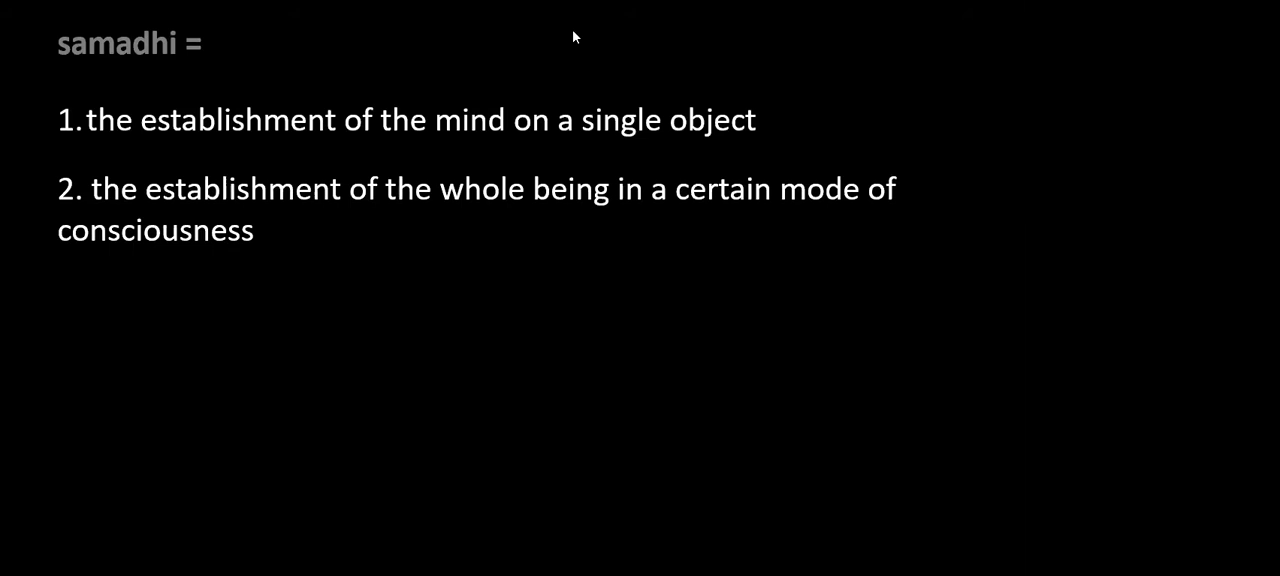 samadhi =
1. the establishment of the mind on a single object
2. the establishment of the whole being in a certain mode of
consciousness